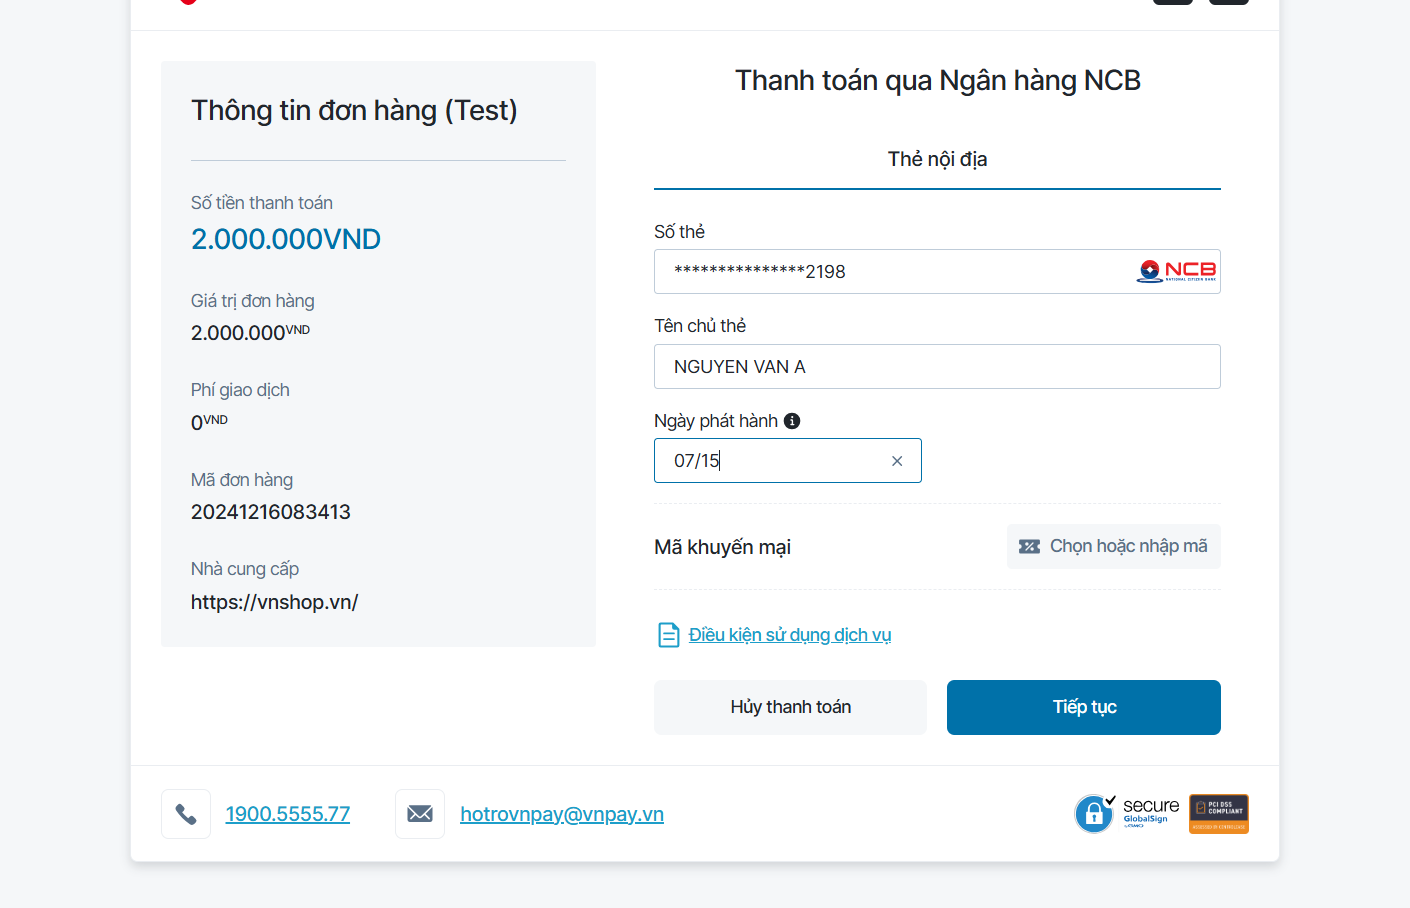 Thông tin đơn hàng (Test)
Số tiền thanh toán
2.000.000VND
Giá trị đơn hàng
2.000.000VND
Phí giao dịch
0VND
Mã đơn hàng
20241216083413
Nhà cung cấp
https://vnshop.vn/
Thanh toán qua Ngân hàng NCB
Thẻ nội địa
Số thẻ
***************2198
NCB
NATIONAL CITIZEN BANK
Tên chủ thẻ
NGUYEN VAN A
Ngày phát hành
07/15
Mã khuyến mại
Chọn hoặc nhập mã
Điều kiện sử dụng dịch vụ
Hủy thanh toán
Tiếp tục
1900.5555.77
hotrovnpay@vnpay.vn
secure
GlobalSign
PCI DSS
COMPLIANT